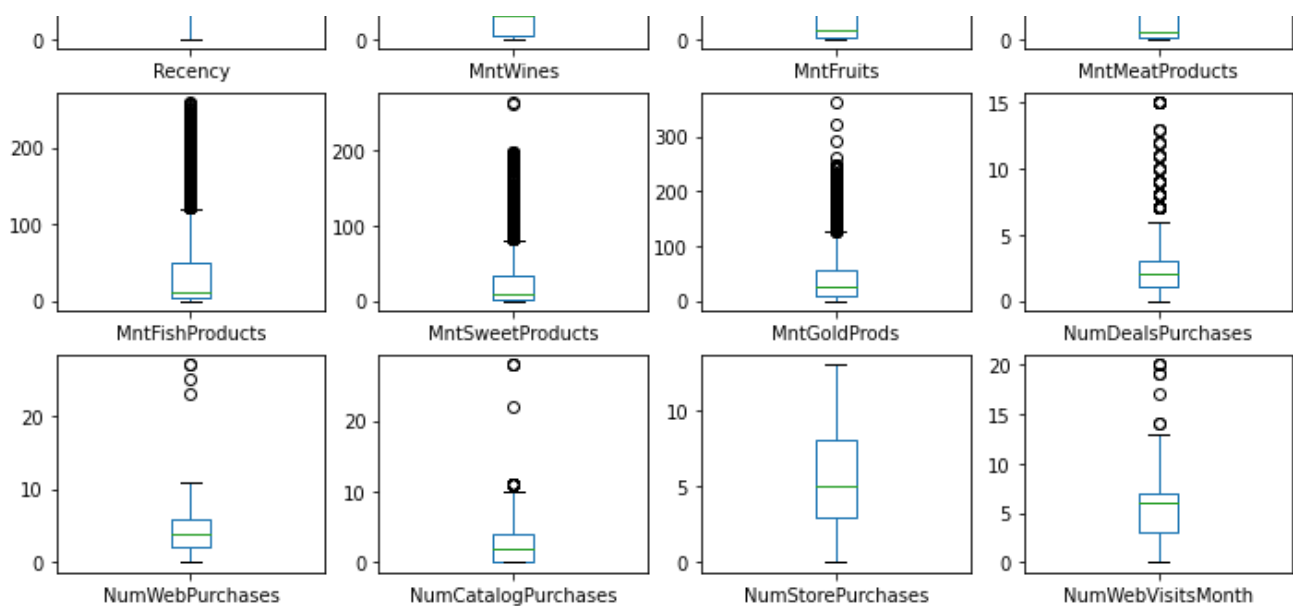 0 0 0 0
Recency MntWines MntFruits MntMeatProducts
200 100 0 200 100 0 300 200 100 0 15 10 5 0
MntFishProducts MntSweetProducts MntGoldProds NumDealsPurchases
20 10 0 20 10 0 10 5 0 20 15 10 5 0
NumWebPurchases NumCatalogPurchases NumStorePurchases NumWebVisitsMonth